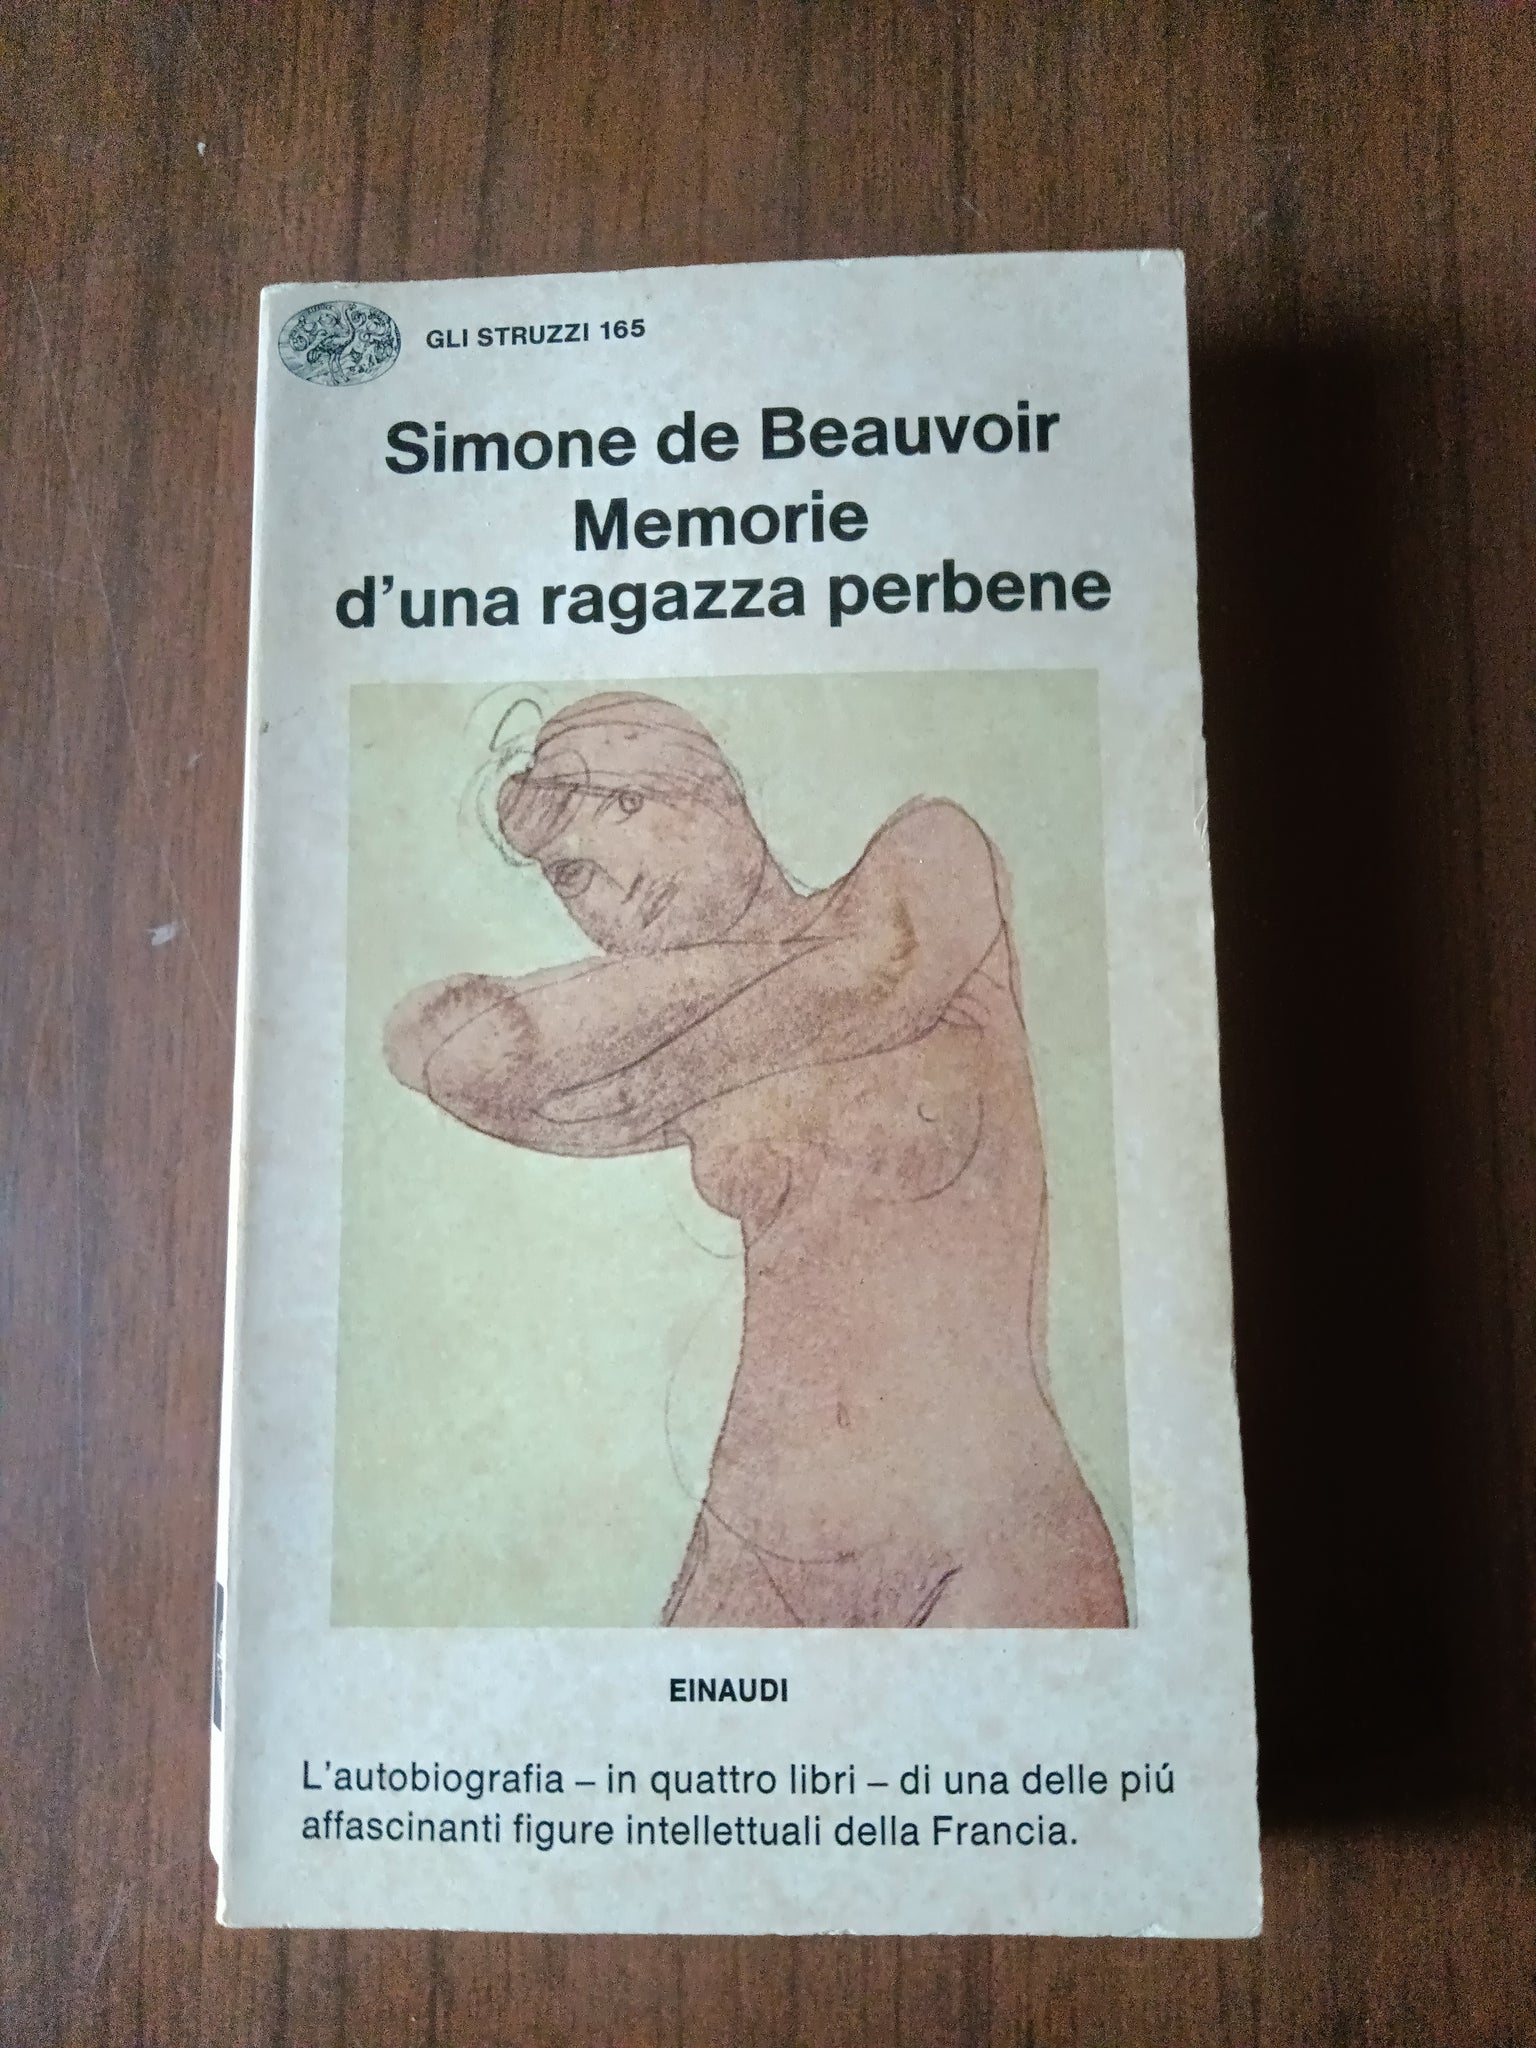 GLI STRUZZI 165
Simone de Beauvoir
Memorie
d'una ragazza perbene
EINAUDI
L'autobiografia – in quattro libri – di una delle piú
affascinanti figure intellettuali della Francia.